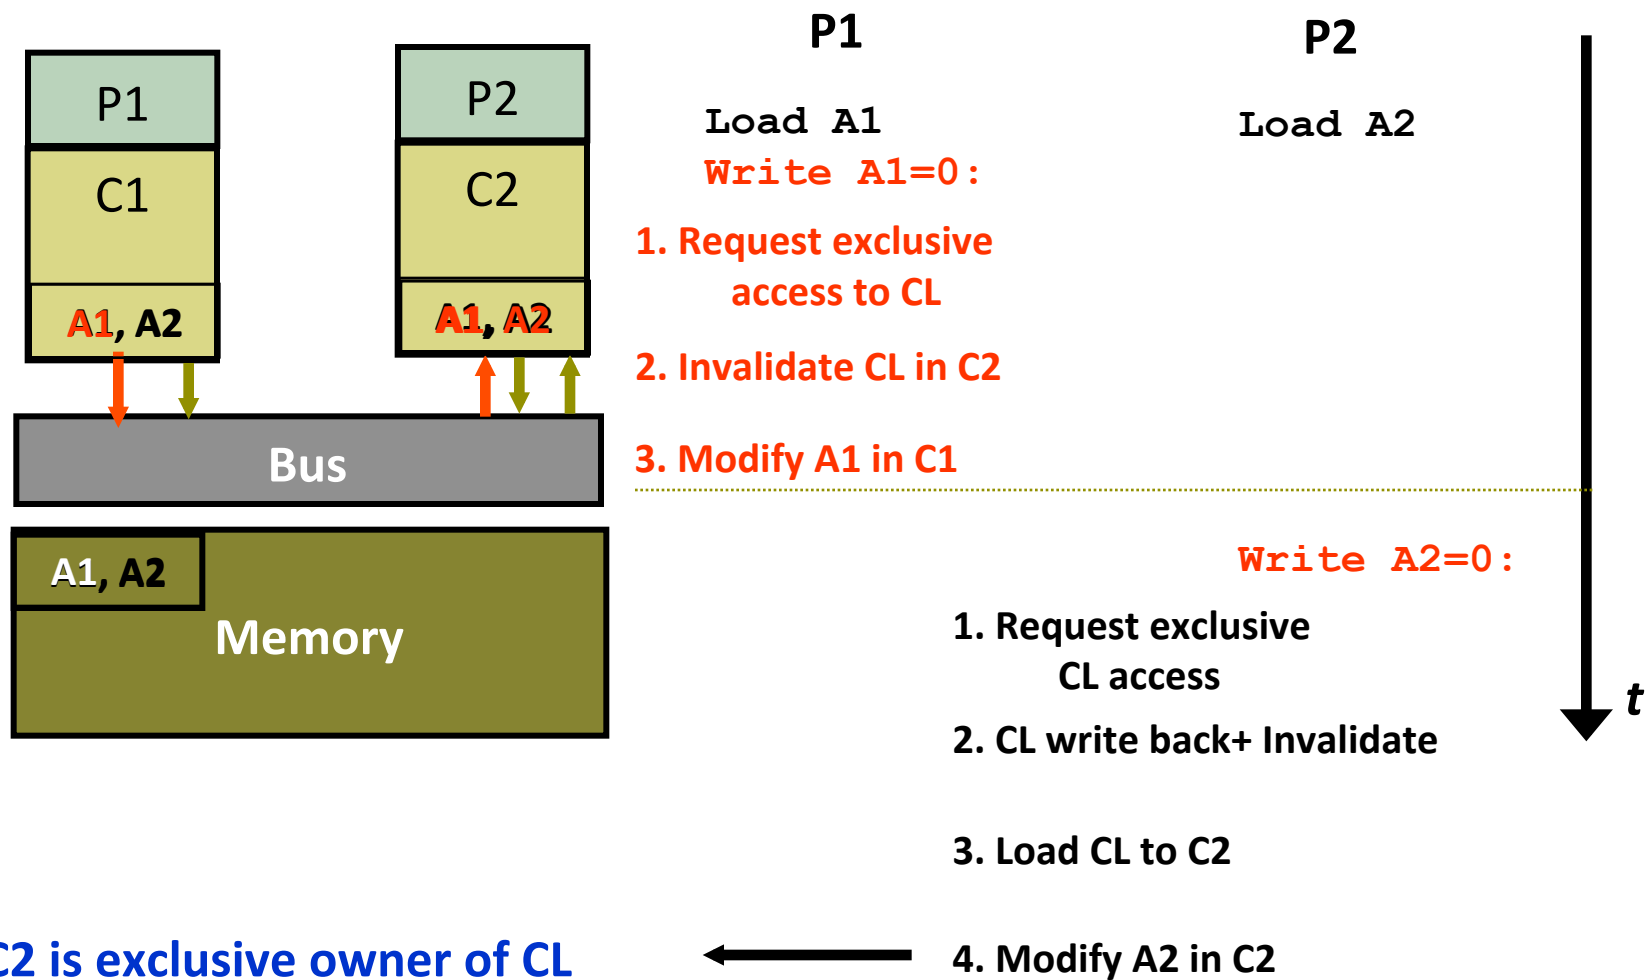 P1
P2
P1
C1
A1, A2
P2
C2
A1, A2
Bus
A1, A2
Memory
Load A1
Load A2
Write A1=0:
1. Request exclusive
access to CL
2. Invalidate CL in C2
3. Modify A1 in C1
Write A2=0:
1. Request exclusive
CL access
2. CL write back+ Invalidate
3. Load CL to C2
4. Modify A2 in C2
t
C2 is exclusive owner of CL